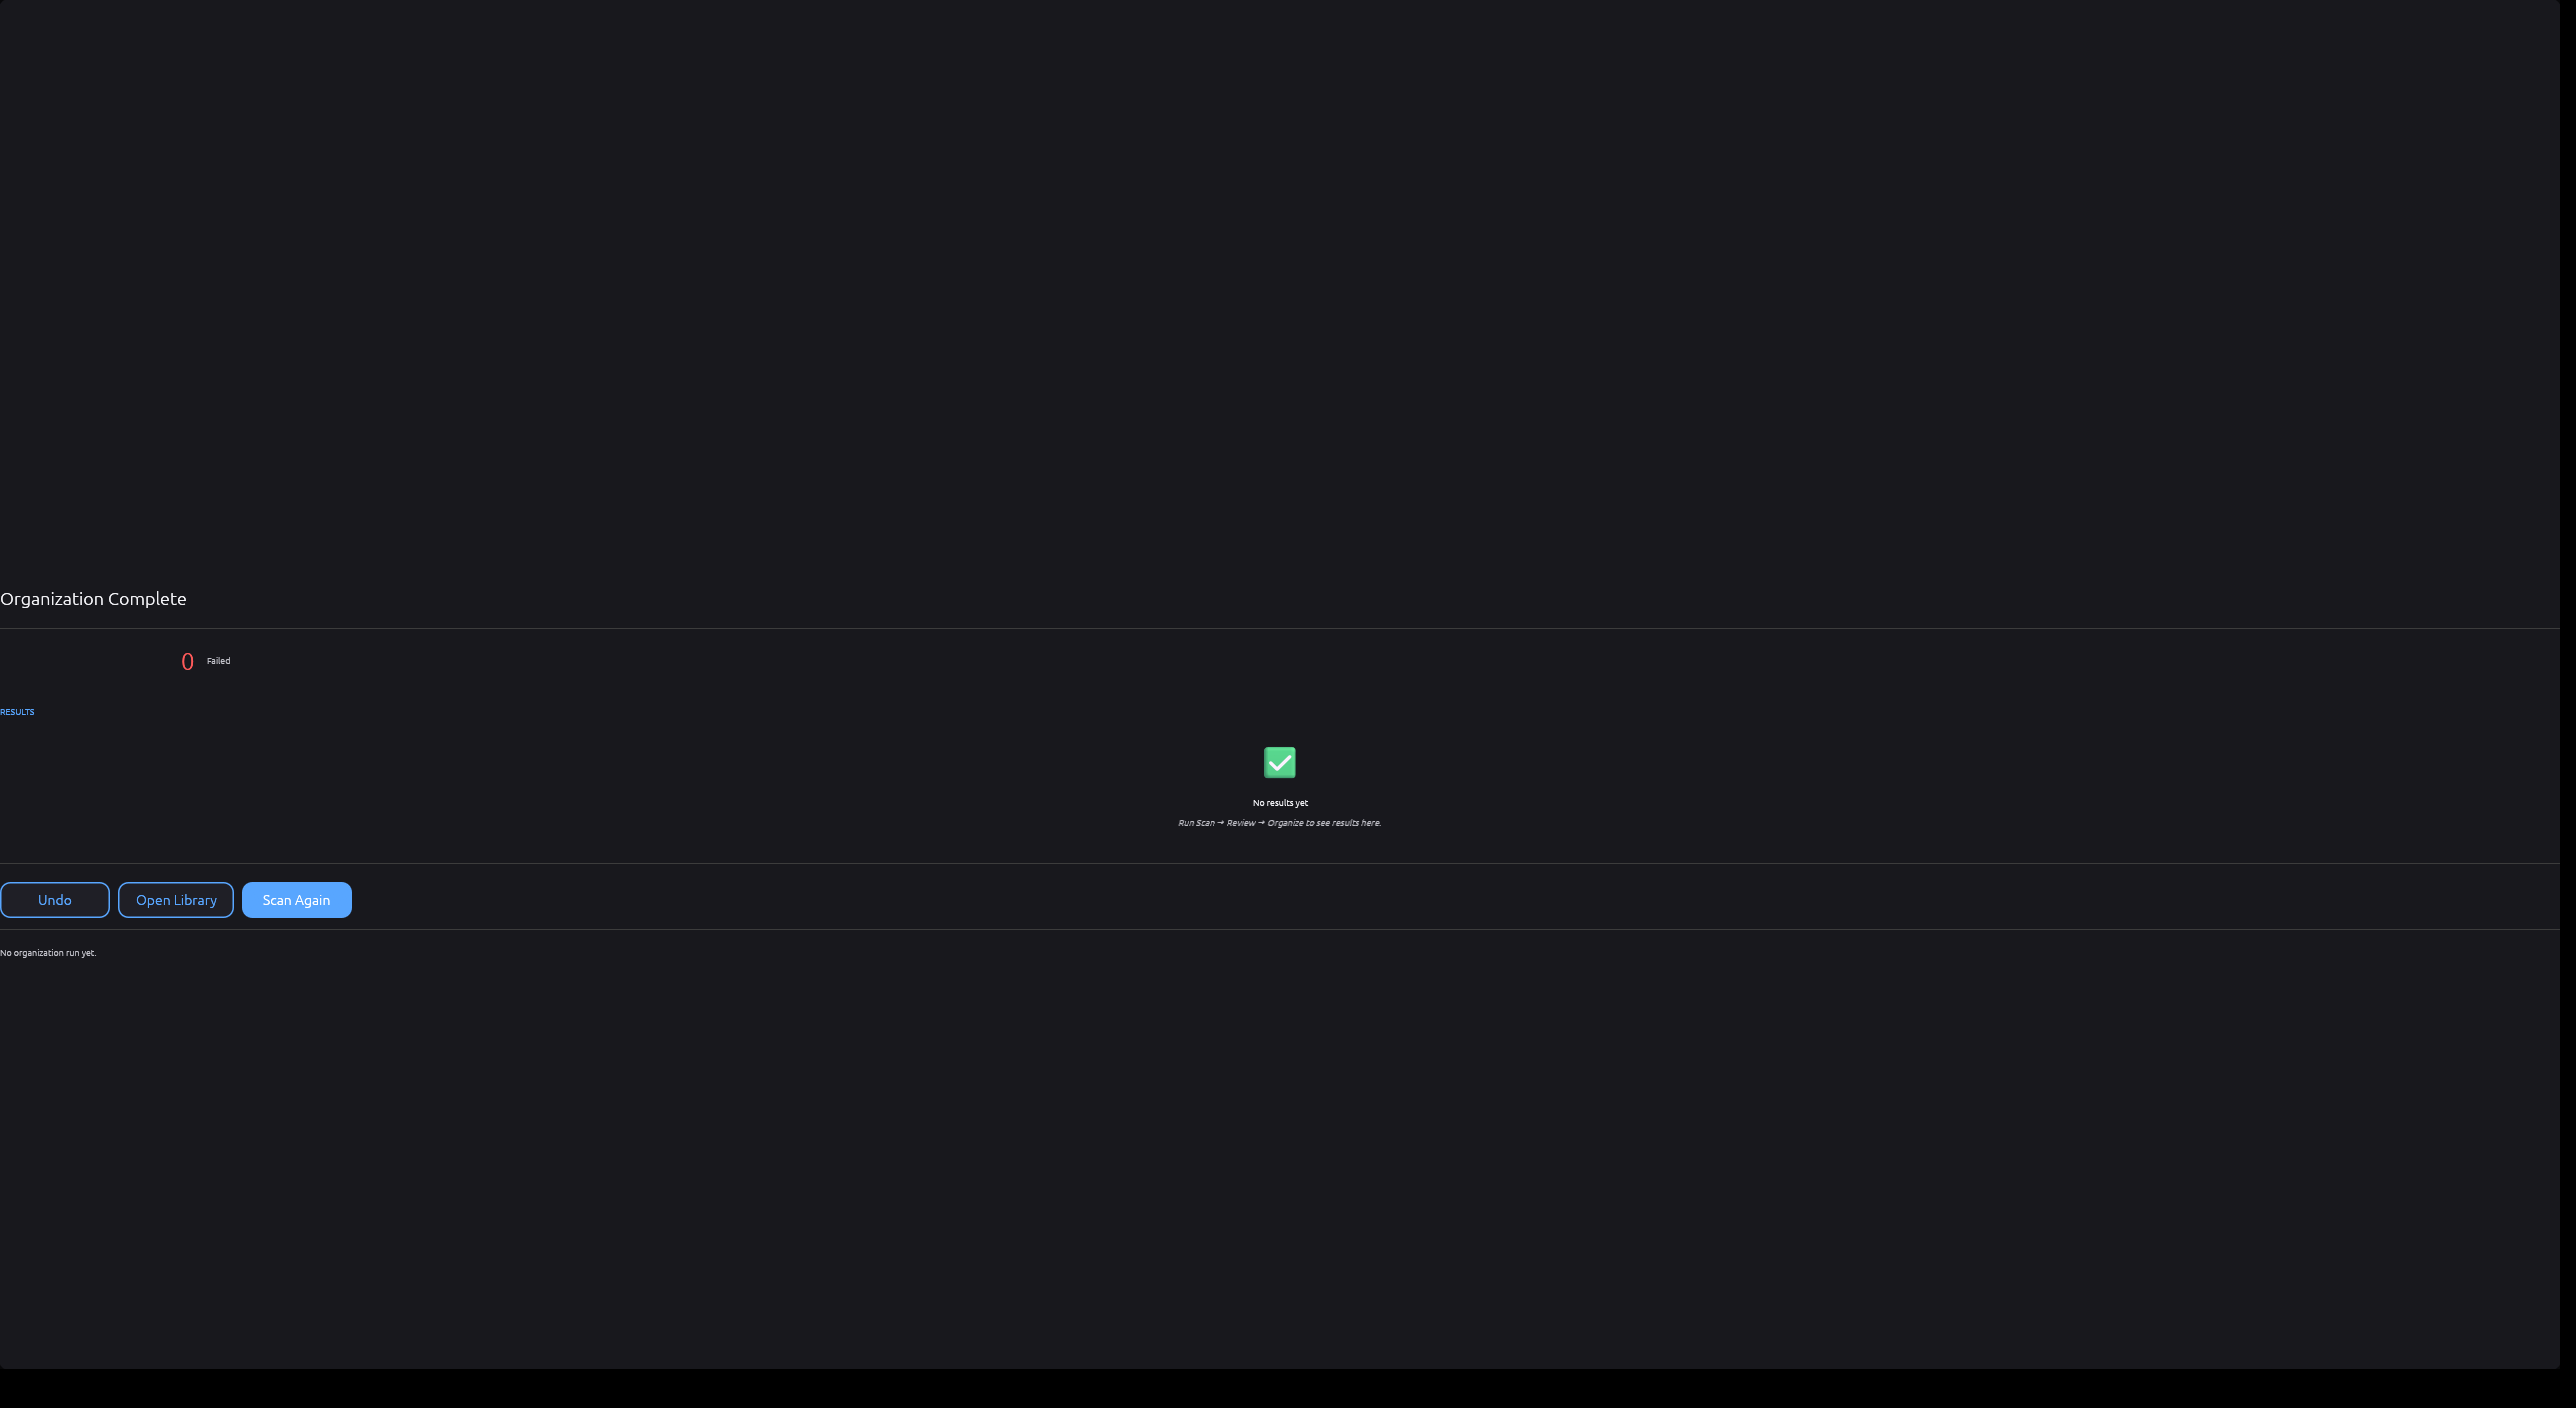 Organization Complete
0 Failed
RESULTS
No results yet
Run Scan → Review → Organize to see results here.
Undo Open Library Scan Again
No organization run yet.